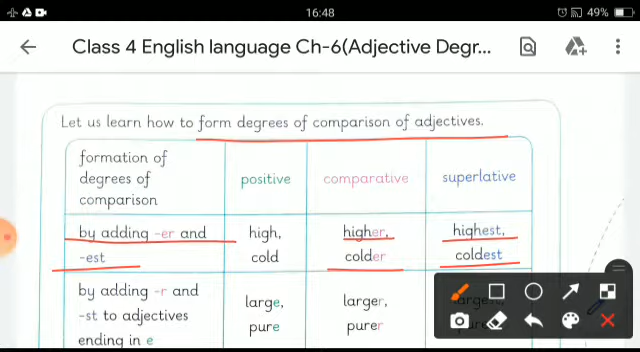 16:48
49%
Class 4 English language Ch-6(Adjective Degr...
Let us learn how to form degrees of comparison of adjectives.
formation of
degrees of
comparison
positive
comparative
superlative
by adding -er and
-est
high,
cold
higher,
colder
highest,
coldest
by adding -r and
-st to adjectives
ending in e
large,
pure
larger,
purer